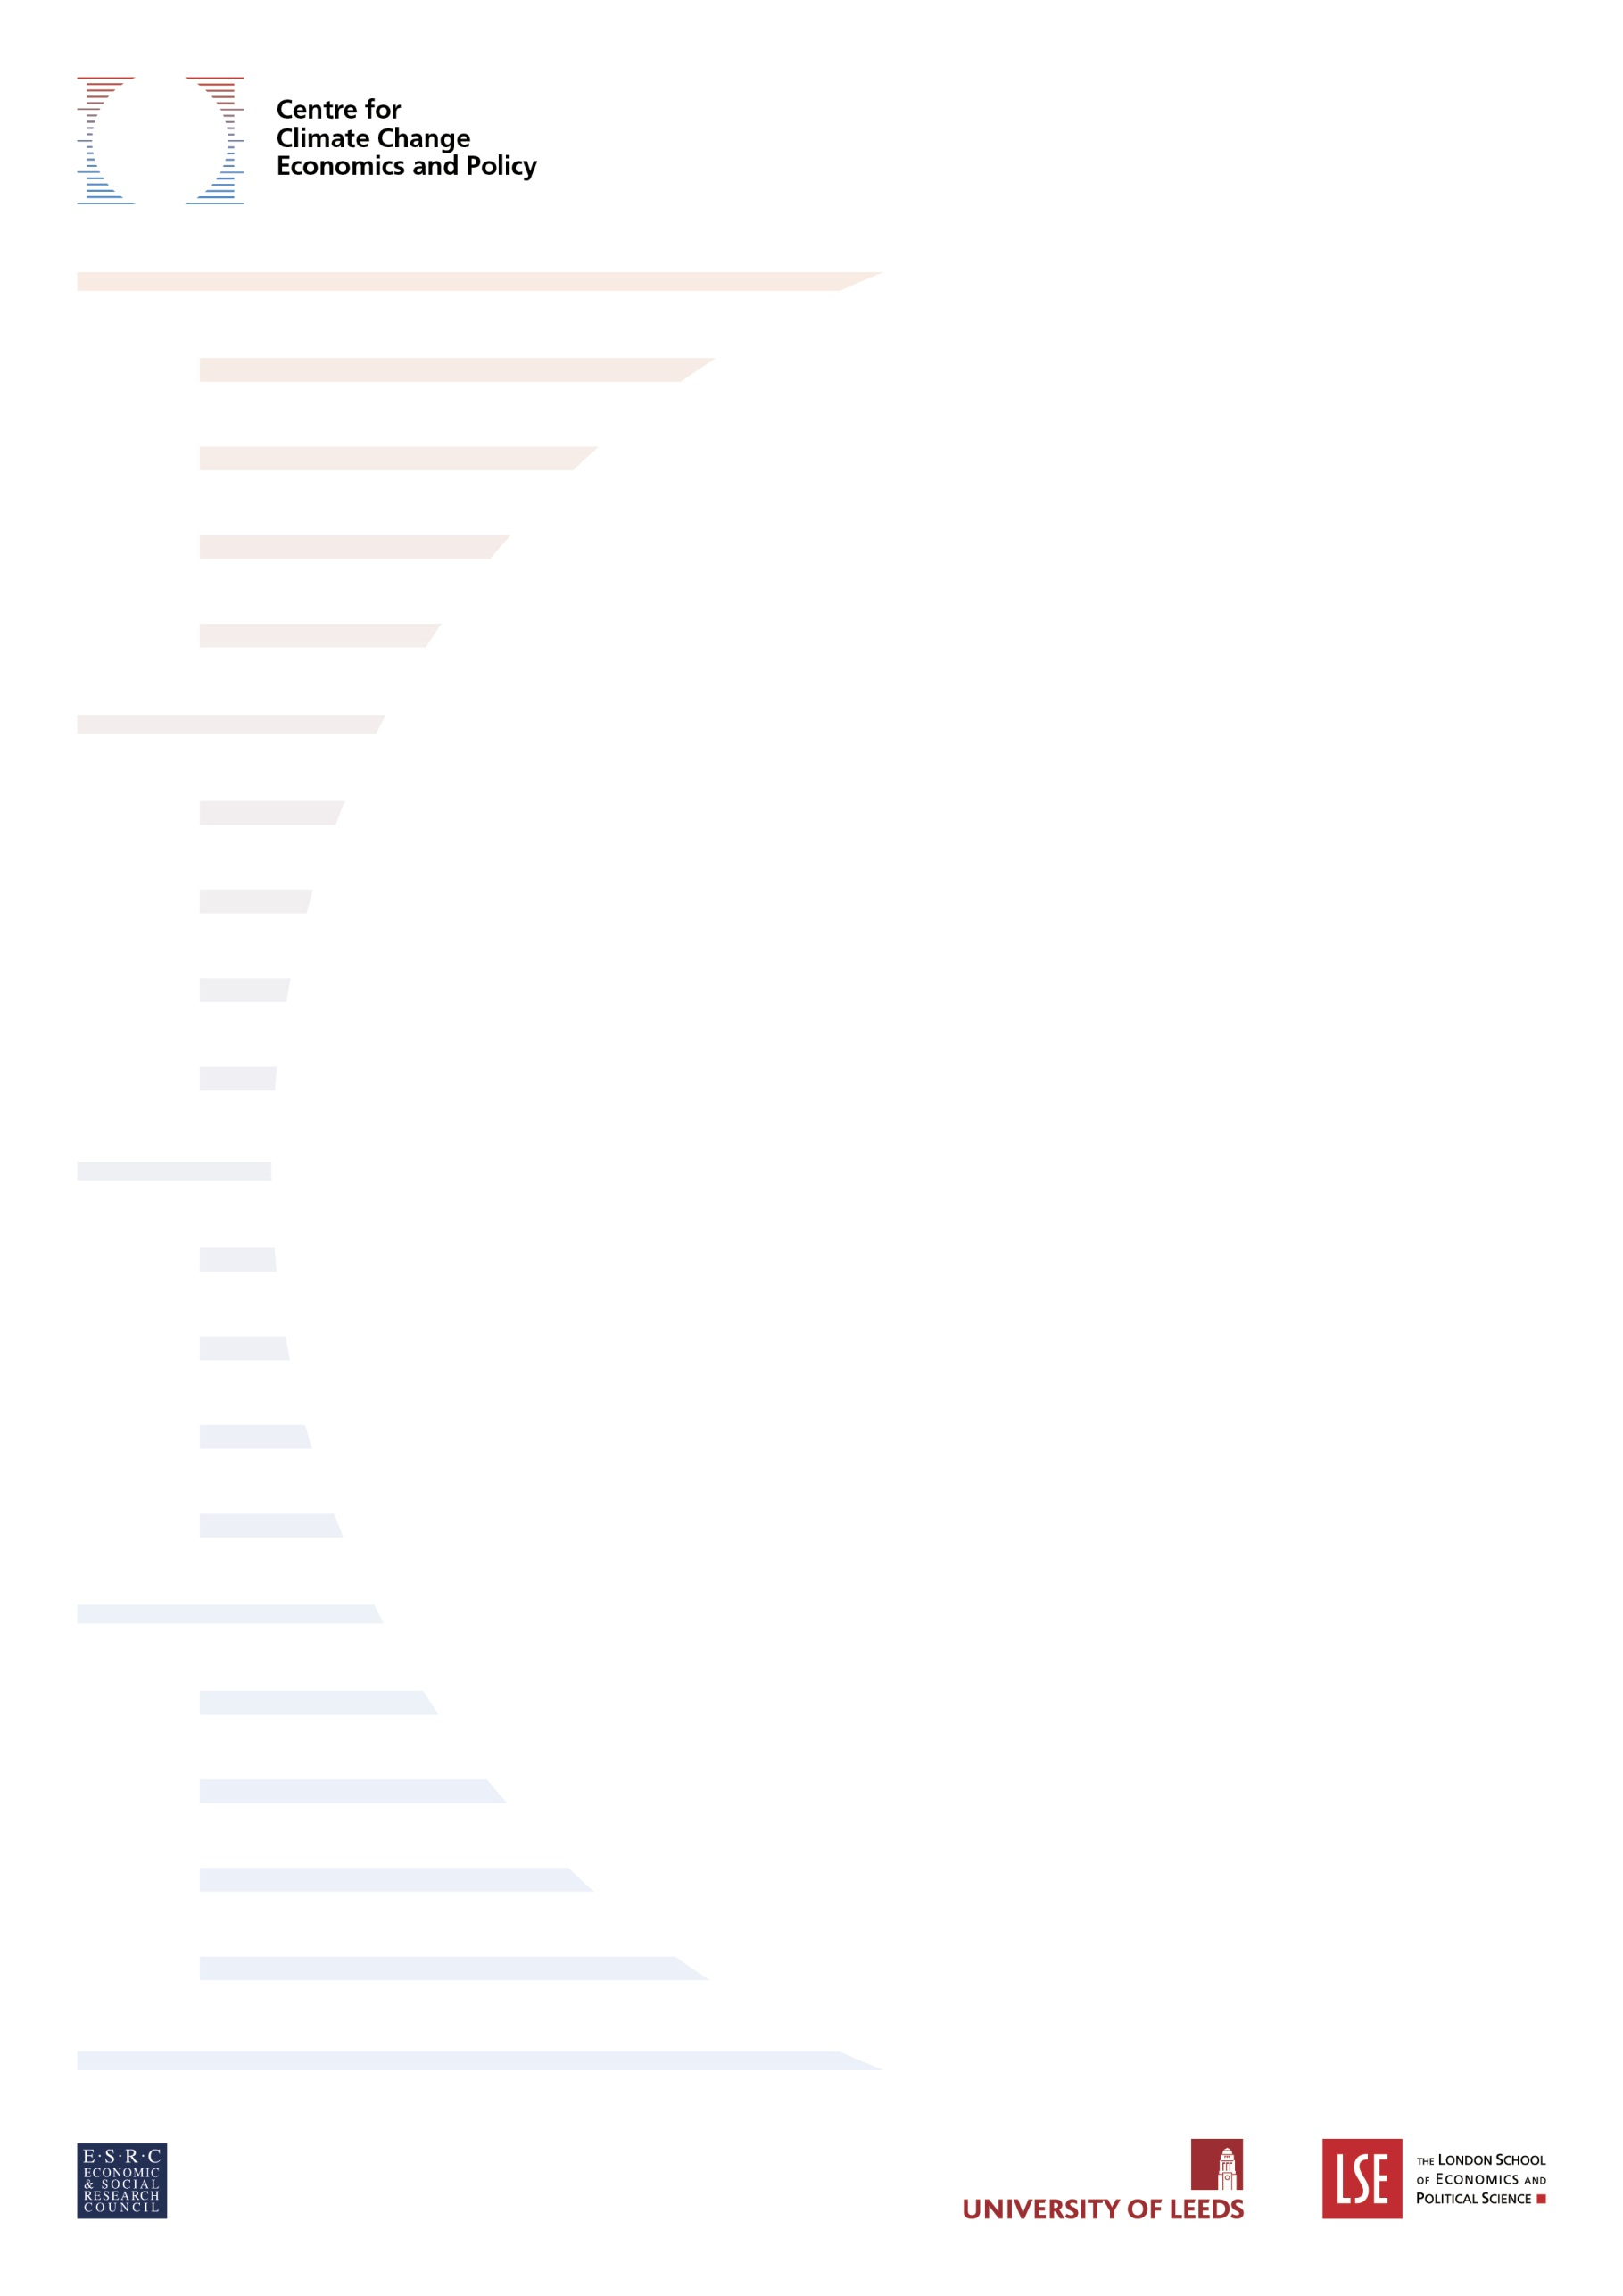 Centre for
Climate Change
Economics and Policy
E·S·R·C
ECONOMIC
& SOCIAL
RESEARCH
COUNCIL
UNIVERSITY OF LEEDS
LSE
THE LONDON SCHOOL
OF ECONOMICS AND
POLITICAL SCIENCE